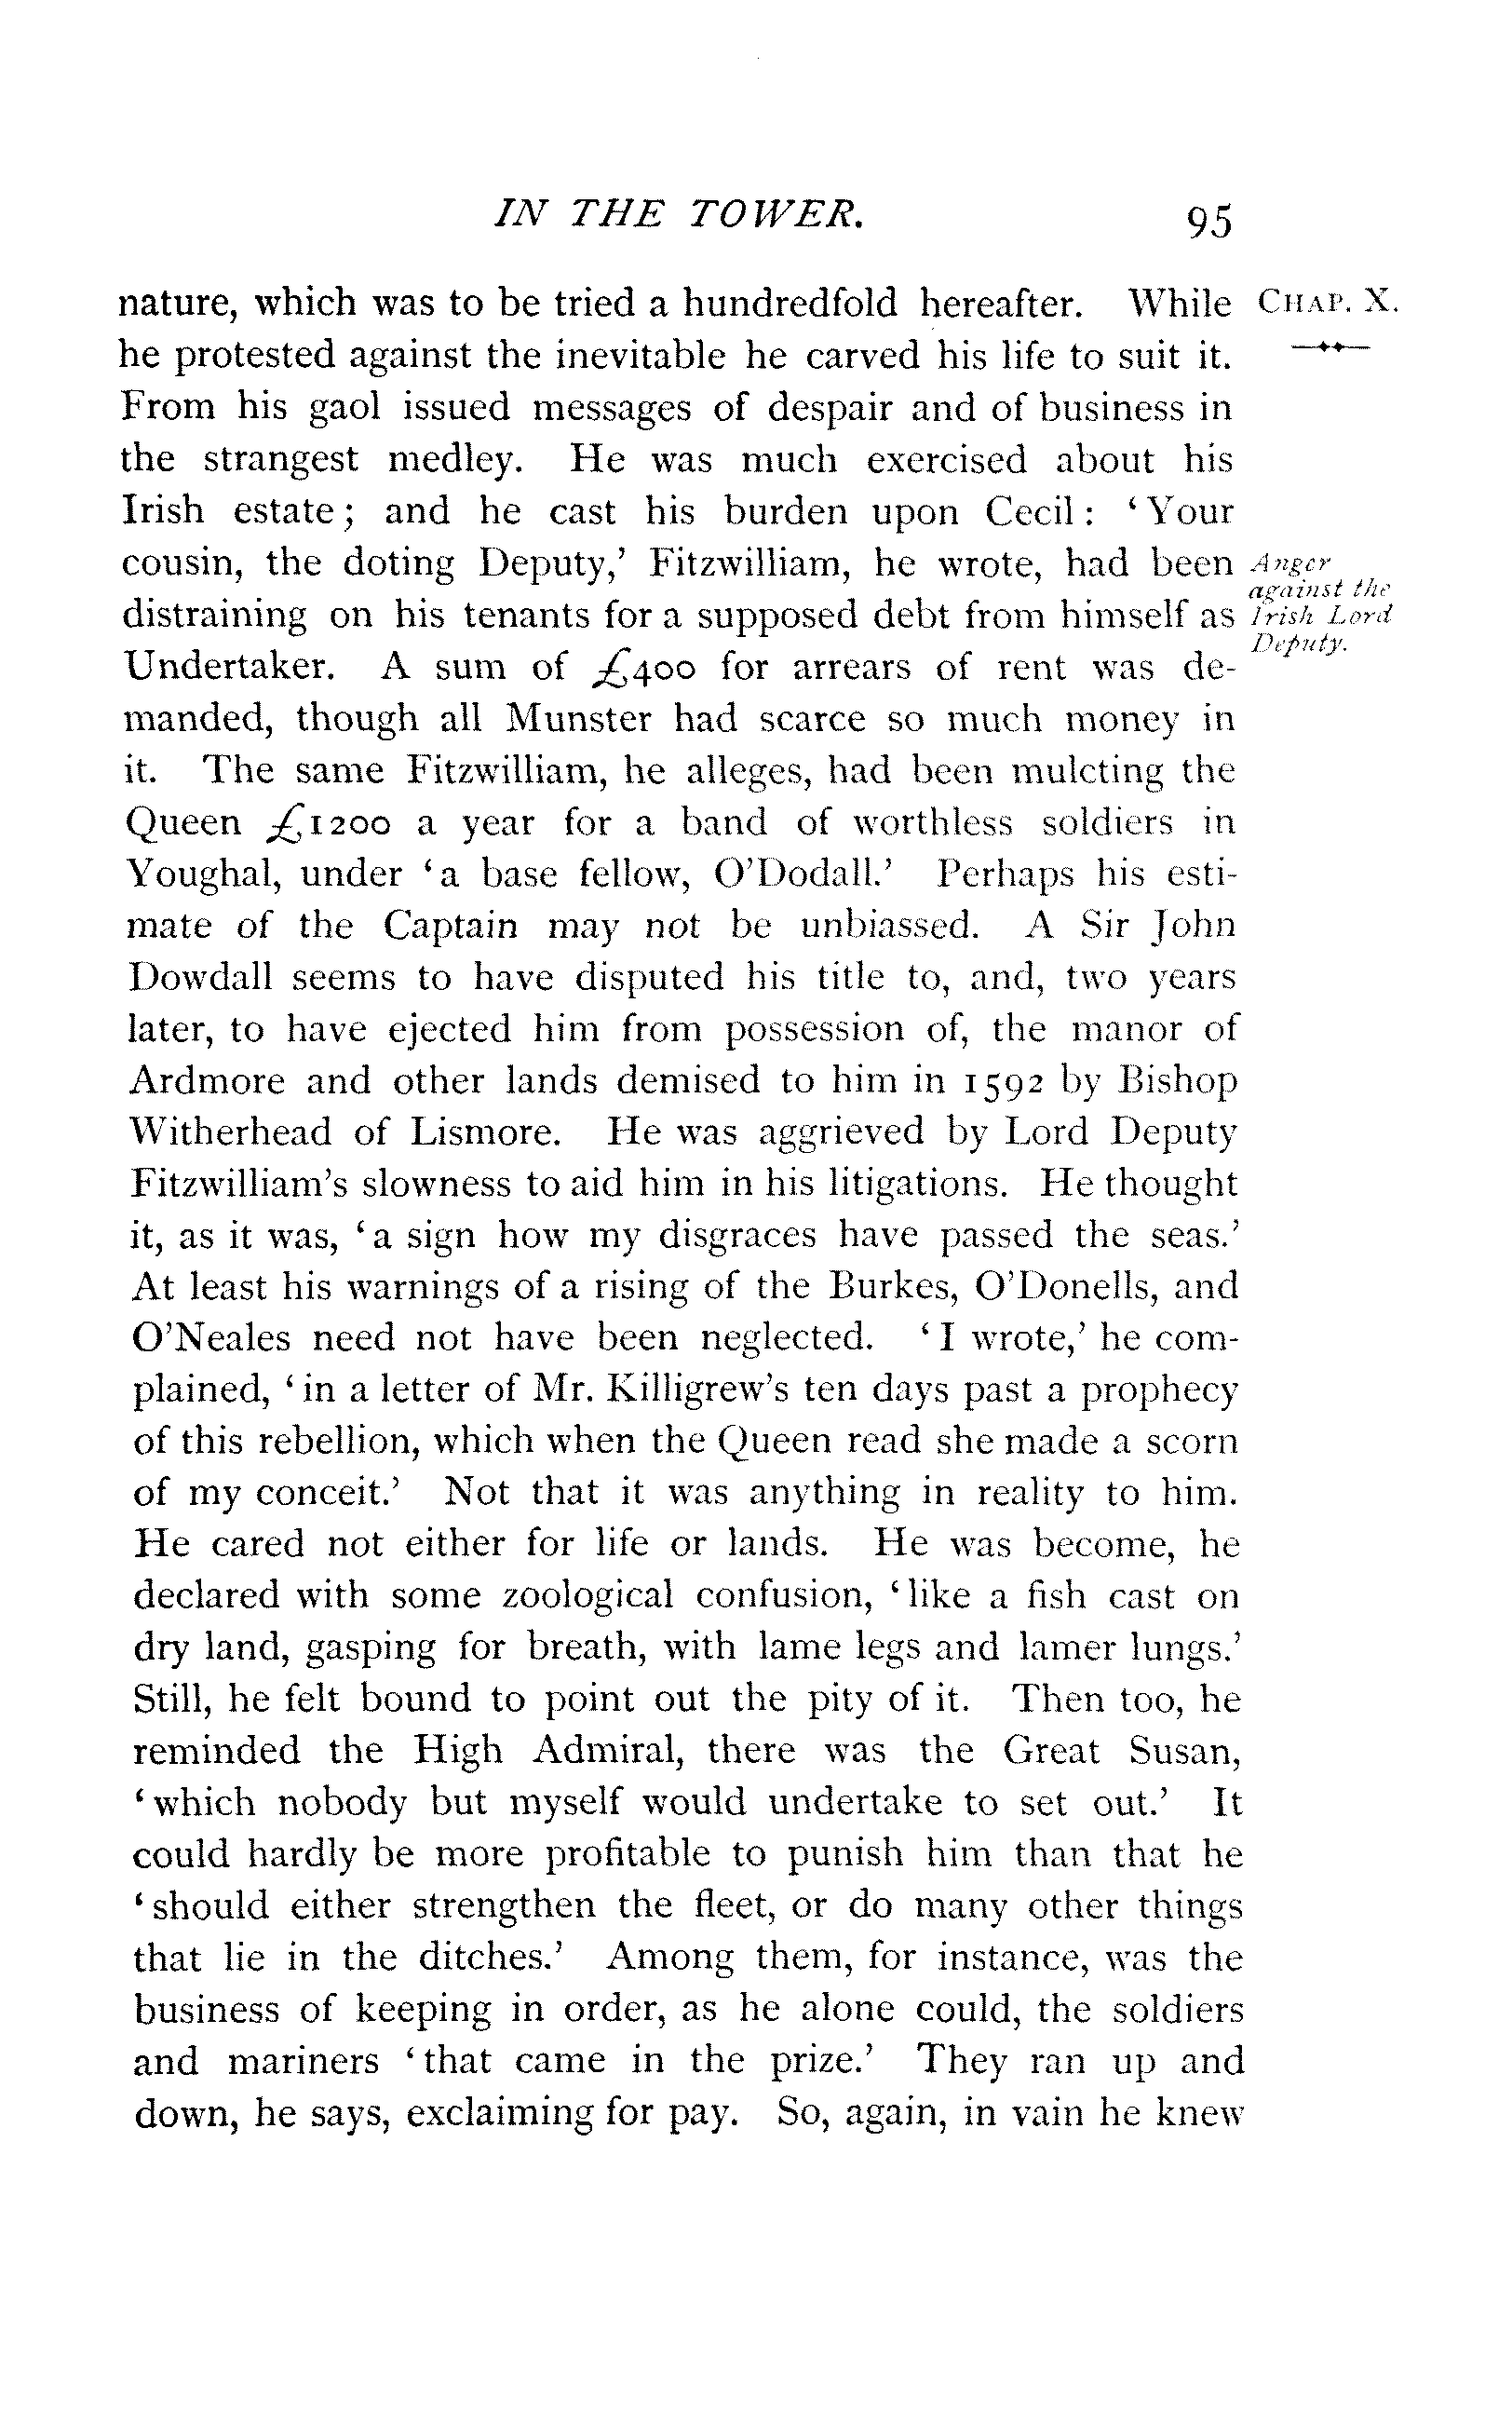 IN THE TOWER. 95
nature, which was to be tried a hundredfold hereafter. While
CHAP. X.
he protested against the inevitable he carved his life to suit it.
From his gaol issued messages of despair and of business in
the strangest medley. He was much exercised about his
Irish estate; and he cast his burden upon Cecil: ‘Your
cousin, the doting Deputy,’ Fitzwilliam, he wrote, had been
distraining on his tenants for a supposed debt from himself as
Anger
against the
Irish Lord
Deputy.
Undertaker. A sum of £400 for arrears of rent was de-
manded, though all Munster had scarce so much money in
it. The same Fitzwilliam, he alleges, had been mulcting the
Queen £1200 a year for a band of worthless soldiers in
Youghal, under ‘a base fellow, O’Dodall.’ Perhaps his esti-
mate of the Captain may not be unbiassed. A Sir John
Dowdall seems to have disputed his title to, and, two years
later, to have ejected him from possession of, the manor of
Ardmore and other lands demised to him in 1592 by Bishop
Witherhead of Lismore. He was aggrieved by Lord Deputy
Fitzwilliam’s slowness to aid him in his litigations. He thought
it, as it was, ‘a sign how my disgraces have passed the seas.’
At least his warnings of a rising of the Burkes, O’Donells, and
O’Neales need not have been neglected. ‘I wrote,’ he com-
plained, ‘in a letter of Mr. Killigrew’s ten days past a prophecy
of this rebellion, which when the Queen read she made a scorn
of my conceit.’ Not that it was anything in reality to him.
He cared not either for life or lands. He was become, he
declared with some zoological confusion, ‘like a fish cast on
dry land, gasping for breath, with lame legs and lamer lungs.’
Still, he felt bound to point out the pity of it. Then too, he
reminded the High Admiral, there was the Great Susan,
‘which nobody but myself would undertake to set out.’ It
could hardly be more profitable to punish him than that he
‘should either strengthen the fleet, or do many other things
that lie in the ditches.’ Among them, for instance, was the
business of keeping in order, as he alone could, the soldiers
and mariners ‘that came in the prize.’ They ran up and
down, he says, exclaiming for pay. So, again, in vain he knew